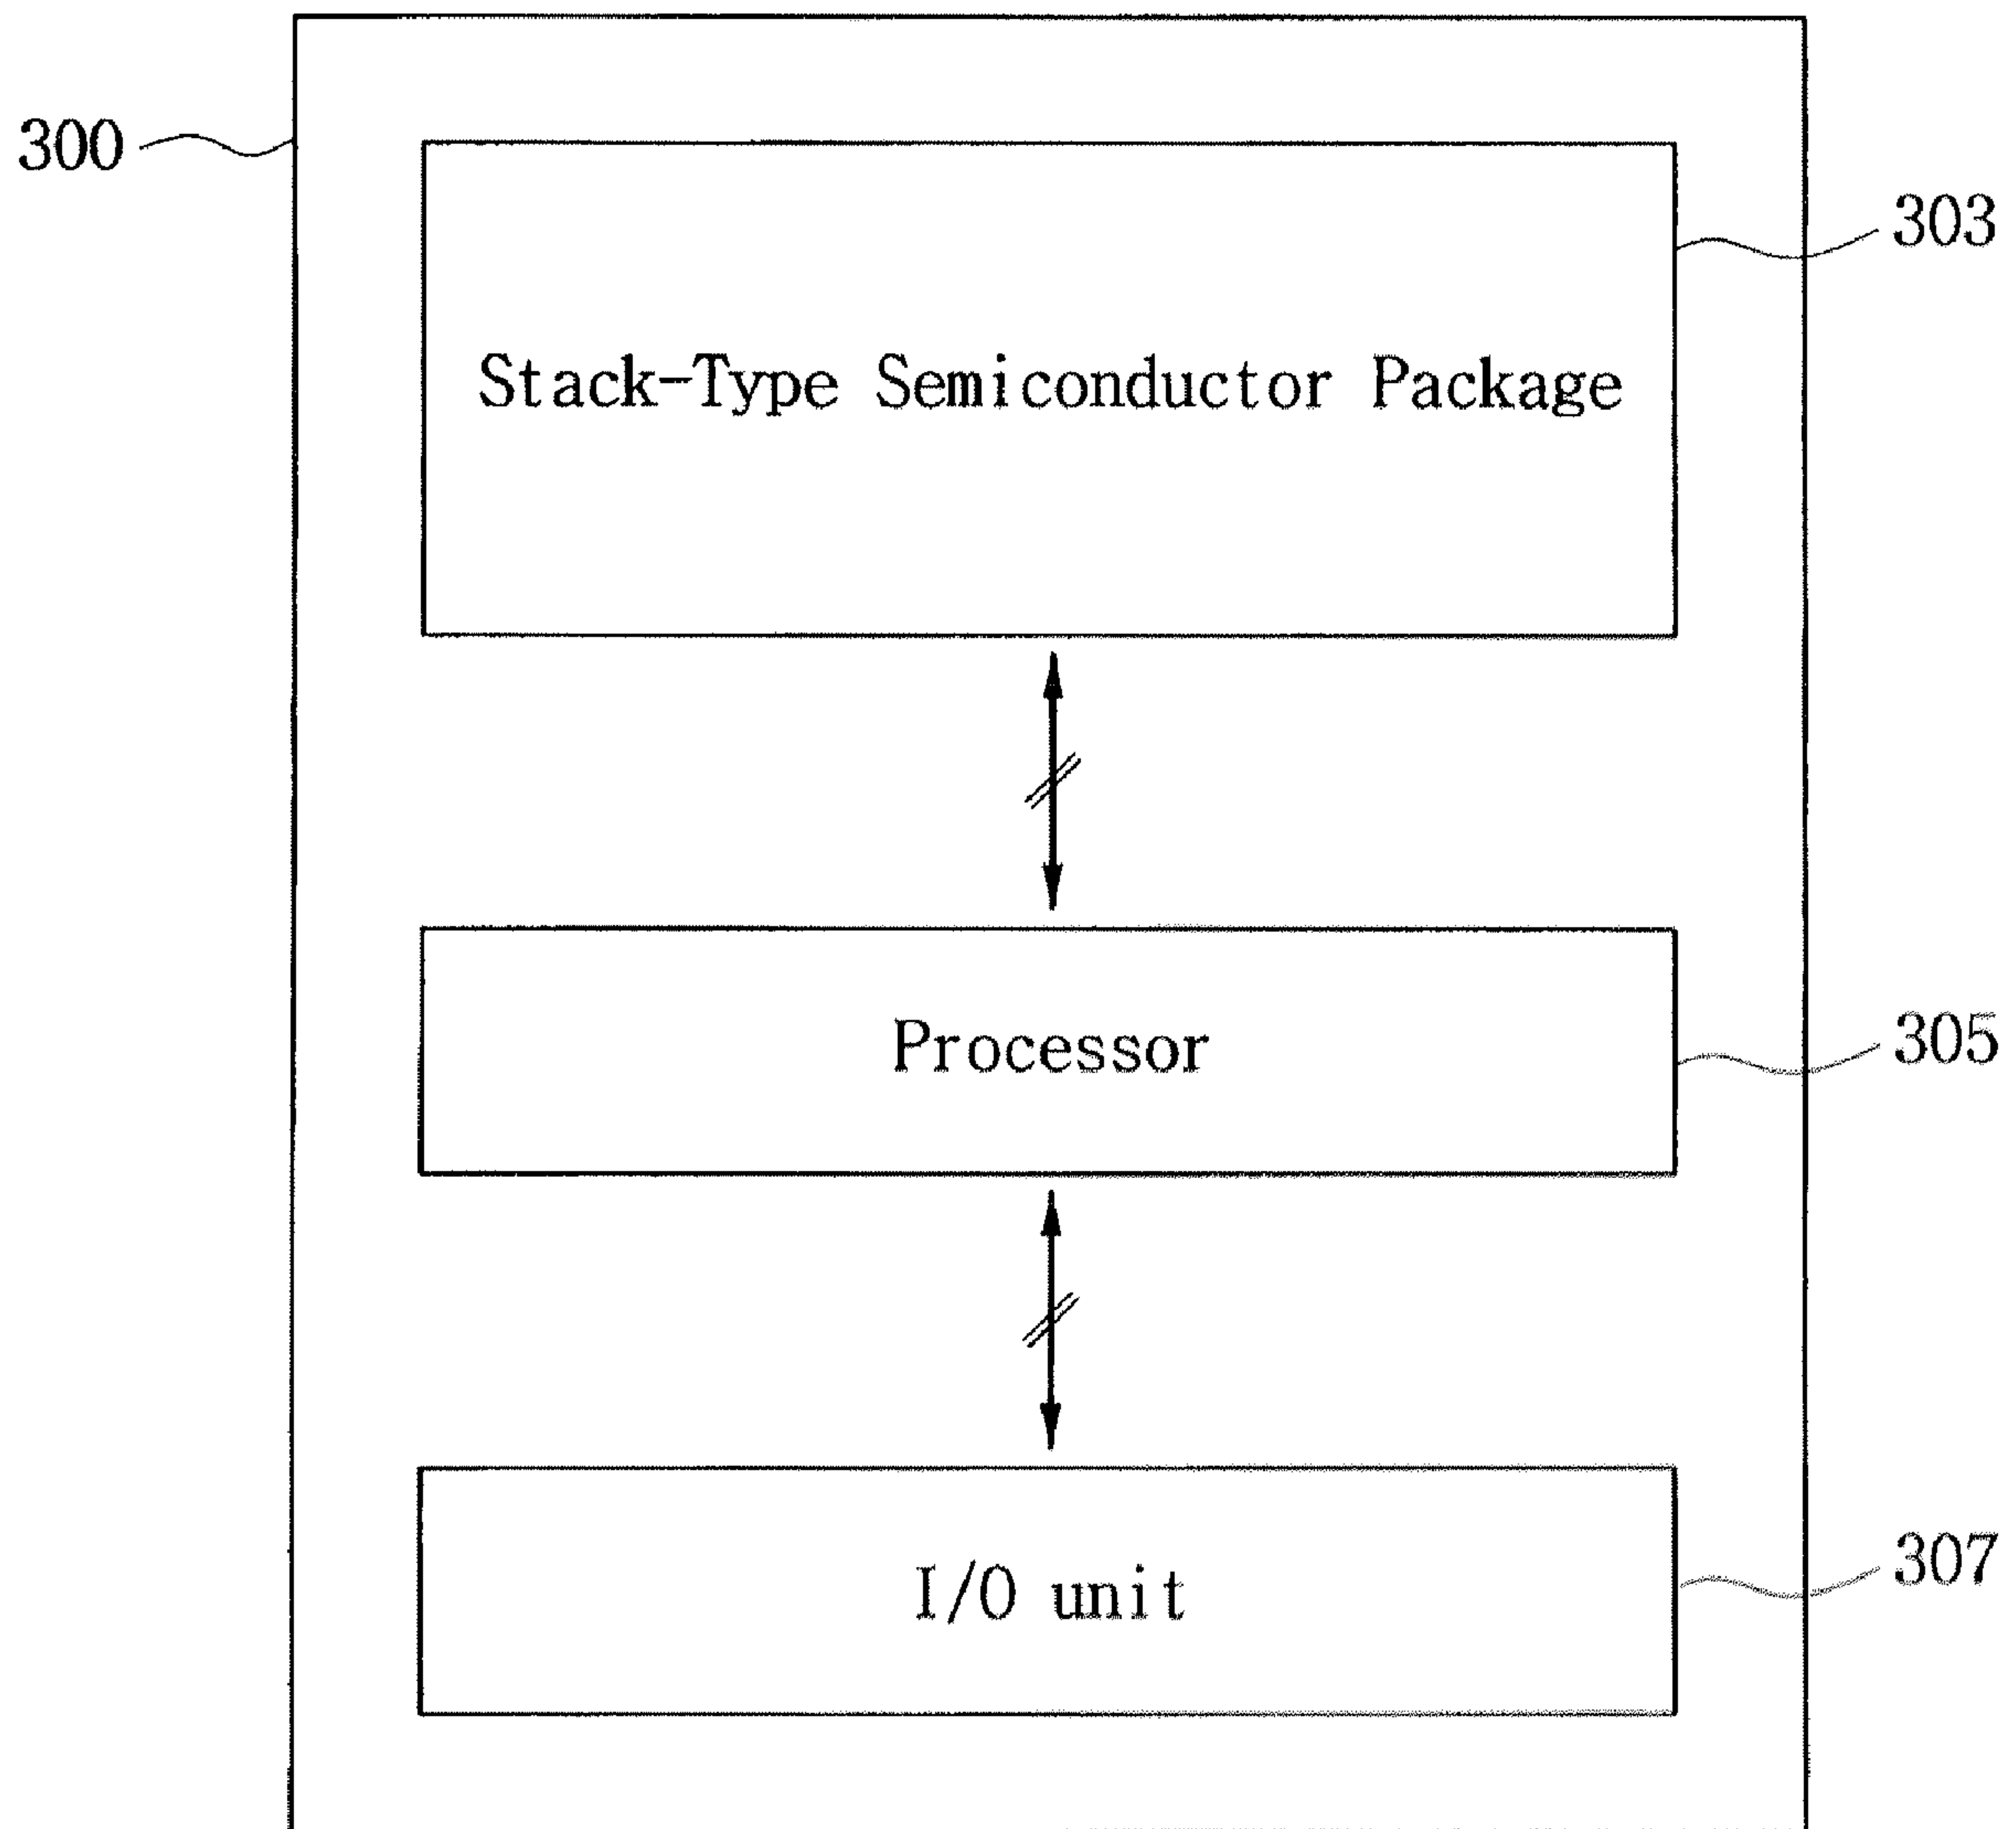 300
303
Stack-Type Semiconductor Package
Processor
305
I/O unit
307